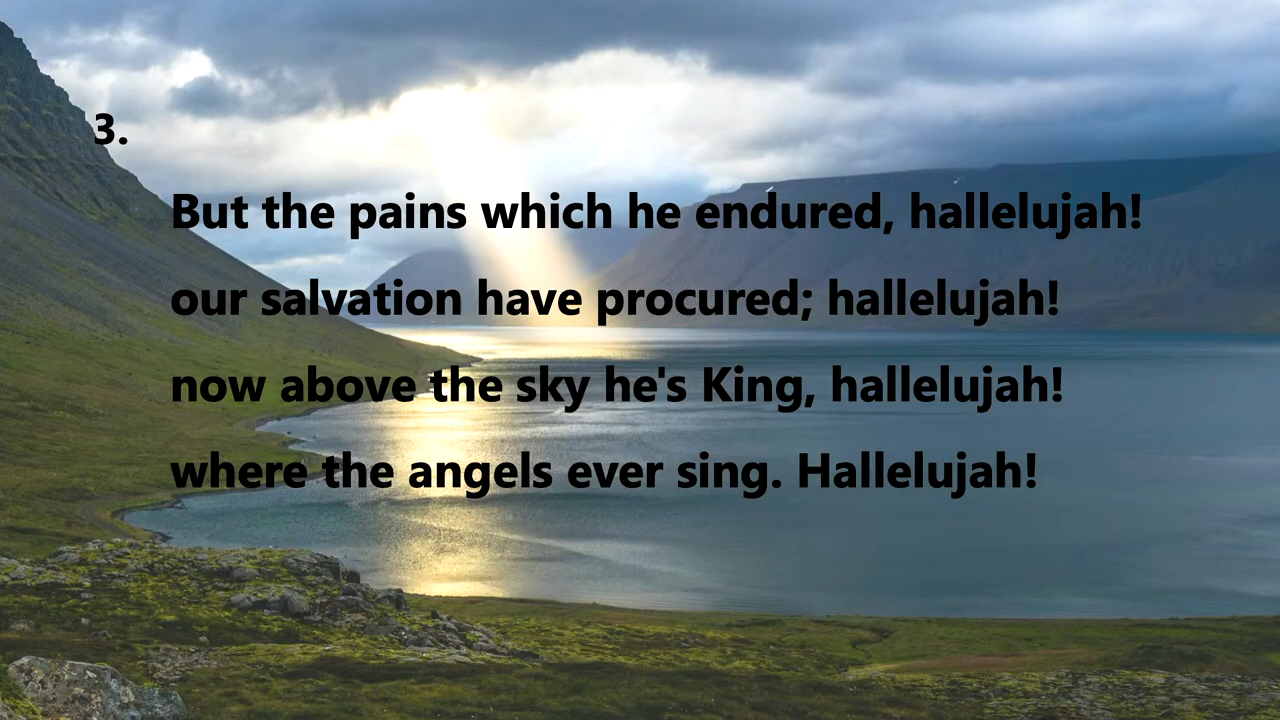 3.
But the pains which he endured, hallelujah!
our salvation have procured; hallelujah!
now above the sky he's King, hallelujah!
where the angels ever sing. Hallelujah!